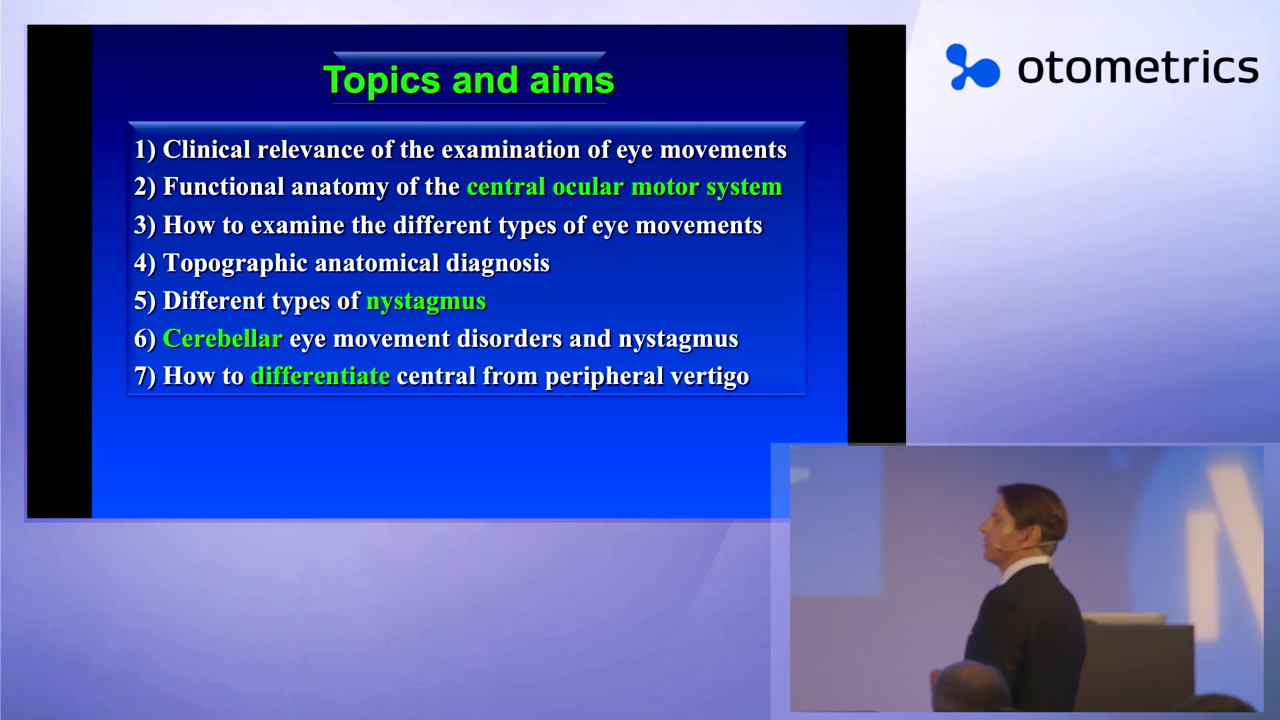 Topics and aims
otometrics
1) Clinical relevance of the examination of eye movements
2) Functional anatomy of the central ocular motor system
3) How to examine the different types of eye movements
4) Topographic anatomical diagnosis
5) Different types of nystagmus
6) Cerebellar eye movement disorders and nystagmus
7) How to differentiate central from peripheral vertigo